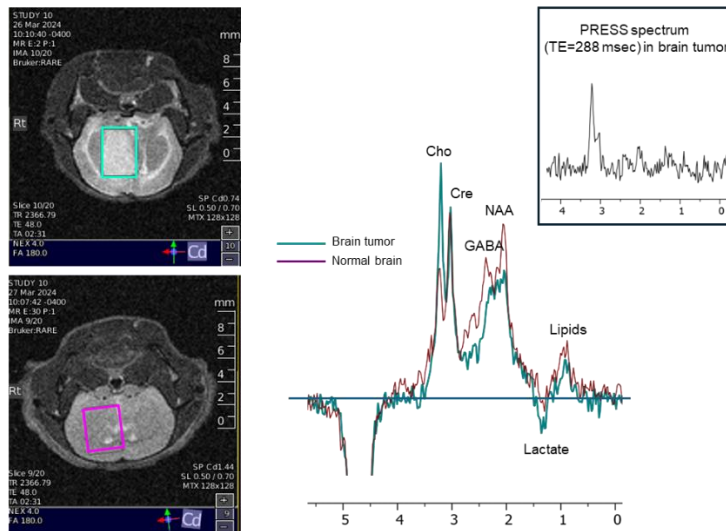 STUDY 10
26 Mar 2024
10:10:40 -0400
MR E:2 P:1
IMA 10/20
Bruker:RARE
mm
8
6
4
2
0
Rt
Slice 10/20
TR 2366.79
TE 48.0
TA 02:31
NEX 4.0
FA 180.0
SP Cd0.74
SL 0.50 / 0.70
MTX 128x128
+
10
-
Cd
STUDY 10
27 Mar 2024
10:07:42 -0400
MR E:30 P:1
IMA 9/20
Bruker:RARE
mm
8
6
4
2
0
Rt
Slice 9/20
TR 2366.79
TE 48.0
TA 02:31
NEX 4.0
FA 180.0
SP Cd1.44
SL 0.50 / 0.70
MTX 128x128
+
9
-
Cd
Brain tumor
Normal brain
Cho
Cre
NAA
GABA
Lipids
Lactate
5 4 3 2 1 0
PRESS spectrum
(TE=288 msec) in brain tumor
4 3 2 1 0